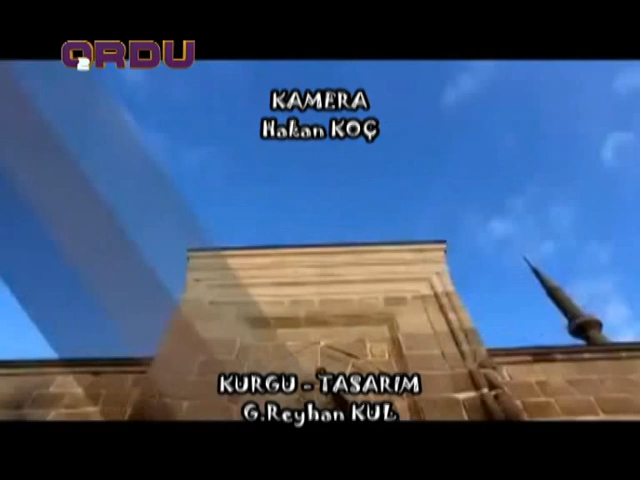 ORDU
KAMERA
Hakan KOÇ
KURGU - TASARIM
G.Reyhan KUL